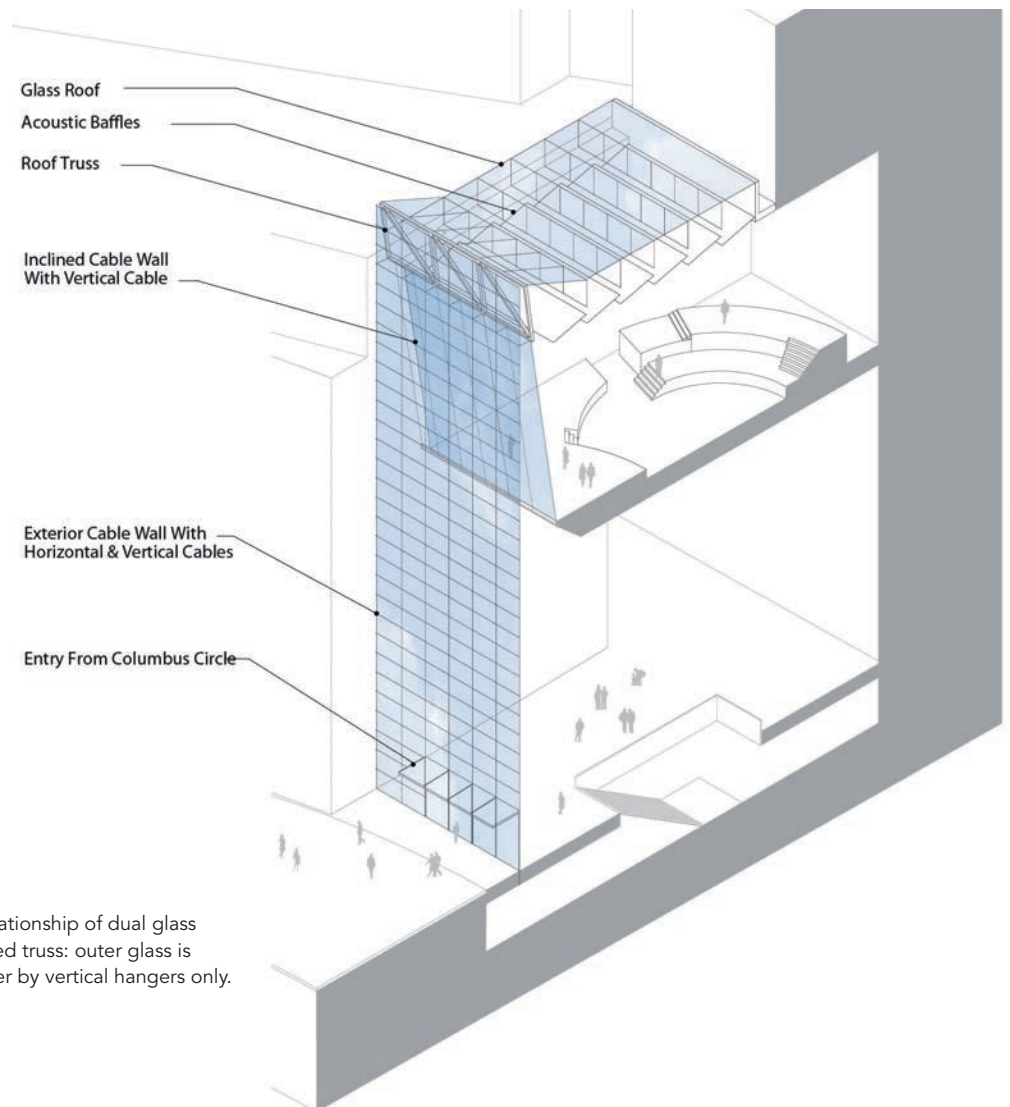 Glass Roof
Acoustic Baffles
Roof Truss
Inclined Cable Wall
With Vertical Cable
Exterior Cable Wall With
Horizontal & Vertical Cables
Entry From Columbus Circle
ationship of dual glass
ed truss: outer glass is
er by vertical hangers only.